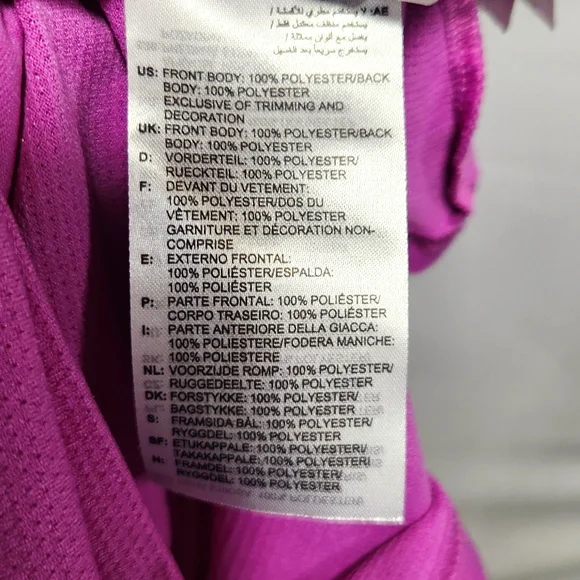 AE
US: FRONT BODY: 100% POLYESTER/BACK
BODY: 100% POLYESTER
EXCLUSIVE OF TRIMMING AND
DECORATION
UK: FRONT BODY: 100% POLYESTER/BACK
BODY: 100% POLYESTER
D: VORDERTEIL: 100% POLYESTER/
RUECKTEIL: 100% POLYESTER
F: DEVANT DU VETEMENT:
100% POLYESTER/DOS DU
VÊTEMENT: 100% POLYESTER
GARNITURE ET DÉCORATION NON-
COMPRISE
E: EXTERNO FRONTAL:
100% POLIÉSTER/ESPALDA:
100% POLIÉSTER
P: PARTE FRONTAL: 100% POLIÉSTER/
CORPO TRASEIRO: 100% POLIÉSTER
I: PARTE ANTERIORE DELLA GIACCA:
100% POLIESTERE/FODERA MANICHE:
100% POLIESTERE
NL: VOORZIJDE ROMP: 100% POLYESTER/
RUGGEDEELTE: 100% POLYESTER
DK: FORSTYKKE: 100% POLYESTER/
BAGSTYKKE: 100% POLYESTER
S: FRAMSIDA BÅL: 100% POLYESTER/
RYGGDEL: 100% POLYESTER
SF: ETUKAPPALE: 100% POLYESTERI/
TAKAKAPPALE: 100% POLYESTERI
N: FRAMDEL: 100% POLYESTER/
RYGGDEL: 100% POLYESTER